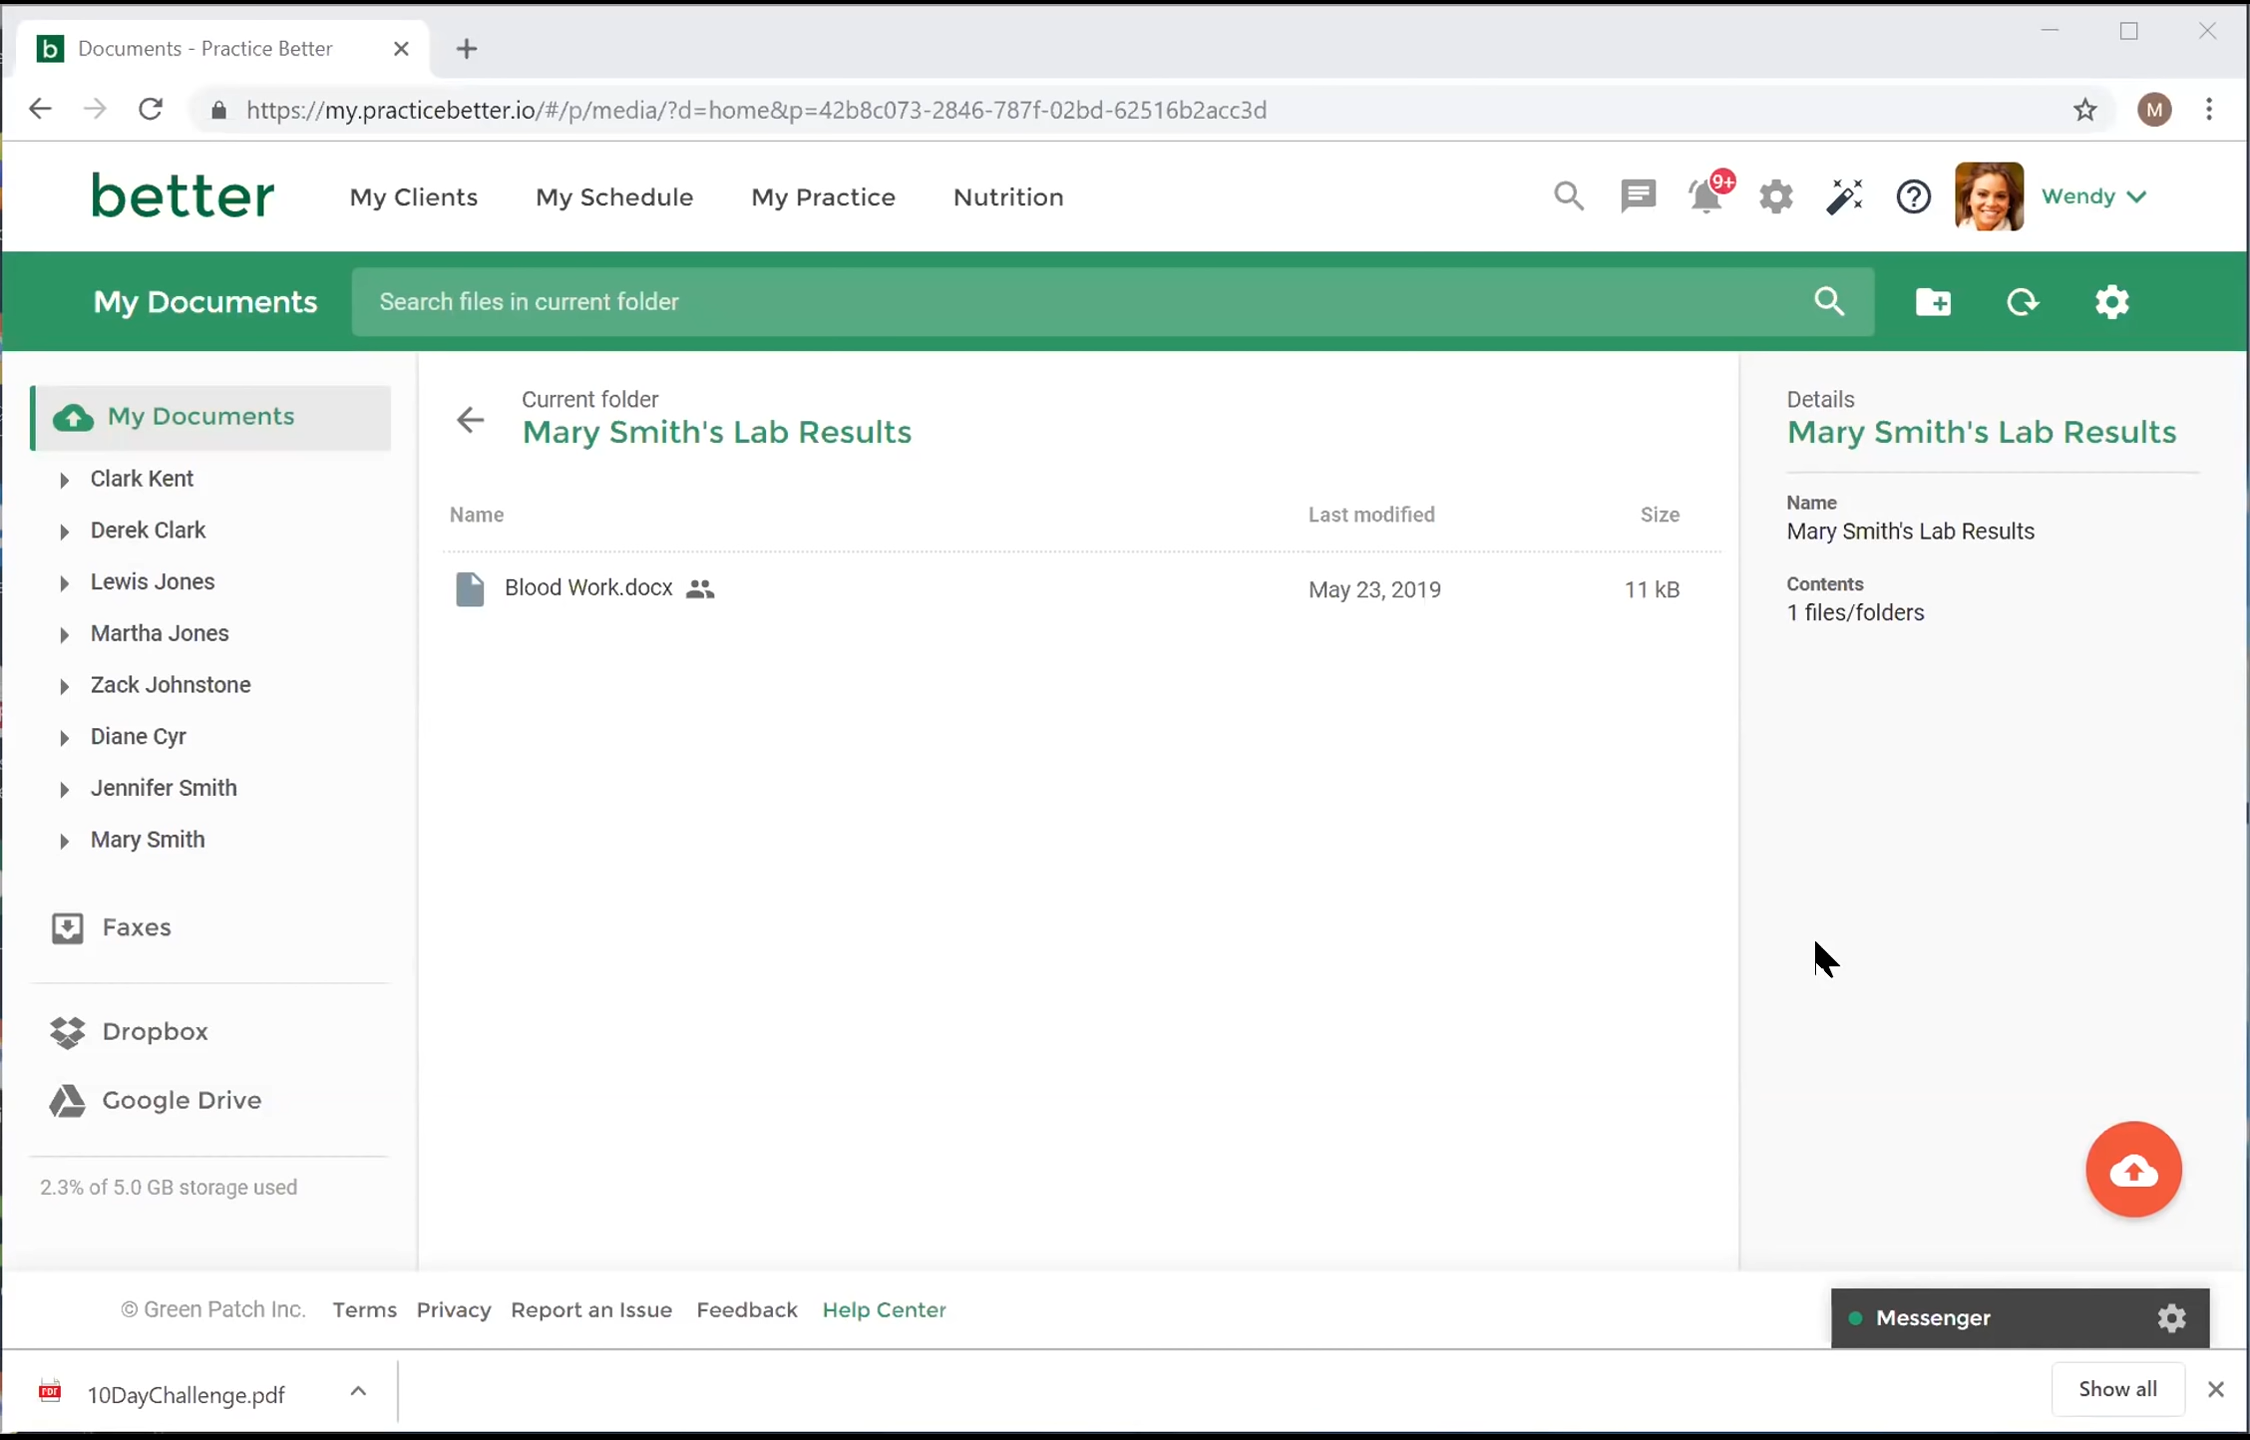 b Documents - Practice Better
https://my.practicebetter.io/#/p/media/?d=home&p=42b8c073-2846-787f-02bd-62516b2acc3d
M
better
My Clients
My Schedule
My Practice
Nutrition
9+
Wendy
My Documents
Search files in current folder
My Documents
Clark Kent
Derek Clark
Lewis Jones
Martha Jones
Zack Johnstone
Diane Cyr
Jennifer Smith
Mary Smith
Faxes
Dropbox
Google Drive
2.3% of 5.0 GB storage used
Current folder
Mary Smith's Lab Results
Name Last modified Size
Blood Work.docx May 23, 2019 11 kB
Details
Mary Smith's Lab Results
Name
Mary Smith's Lab Results
Contents
1 files/folders
© Green Patch Inc. Terms Privacy Report an Issue Feedback Help Center
Messenger
PDF 10DayChallenge.pdf
Show all